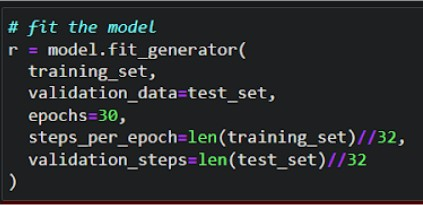 # fit the model
r = model.fit_generator(
  training_set,
  validation_data=test_set,
  epochs=30,
  steps_per_epoch=len(training_set)//32,
  validation_steps=len(test_set)//32
)